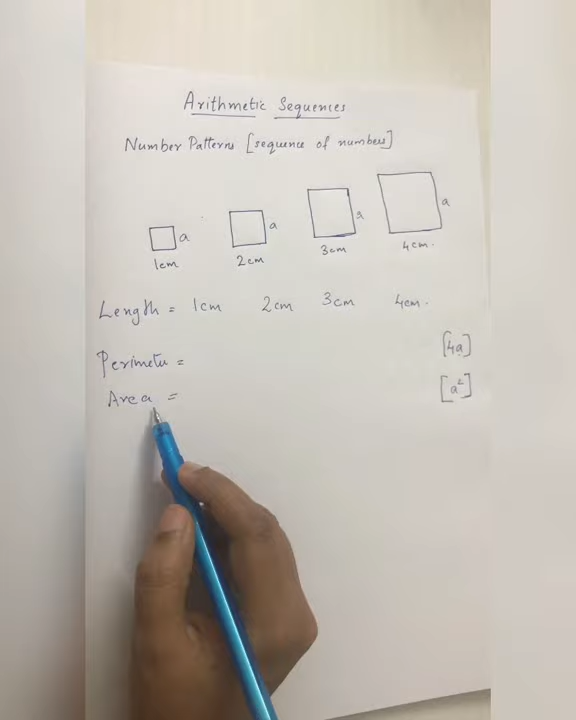 Arithmetic Sequences
Number Patterns [sequence of numbers]
a a a a
1cm 2cm 3cm 4cm.
Length = 1cm 2cm 3cm 4cm.
Perimetu = [4a]
Area = [a²]